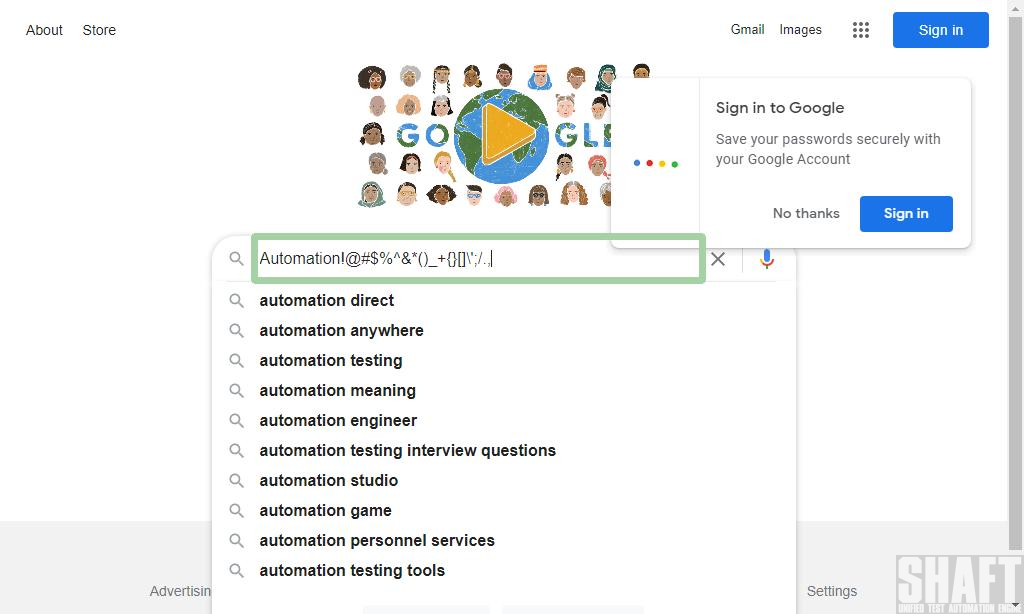 About Store
Gmail Images Sign in
GO GLE
Sign in to Google
Save your passwords securely with
your Google Account
No thanks Sign in
Automation!@#$%^&*()_+{}[]\';/.,
automation direct
automation anywhere
automation testing
automation meaning
automation engineer
automation testing interview questions
automation studio
automation game
automation personnel services
automation testing tools
Advertisin Settings
SHAFT
UNIFIED TEST AUTOMATION ENGI